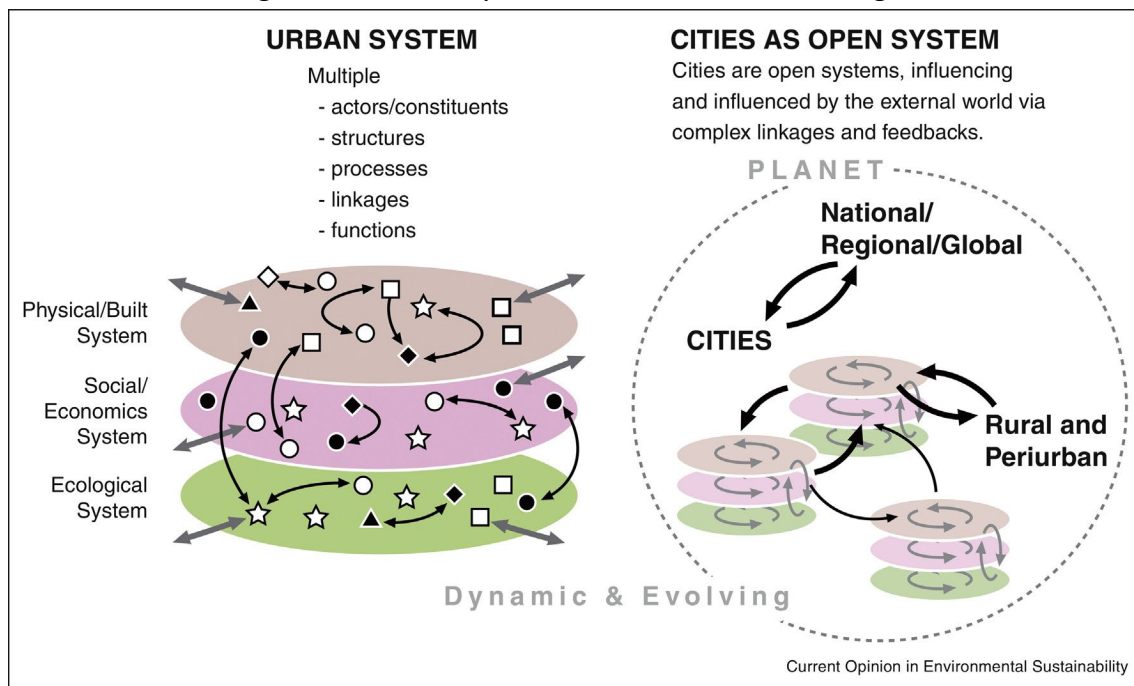 URBAN SYSTEM
Multiple
- actors/constituents
- structures
- processes
- linkages
- functions
Physical/Built
System
Social/
Economics
System
Ecological
System
CITIES AS OPEN SYSTEM
Cities are open systems, influencing
and influenced by the external world via
complex linkages and feedbacks.
PLANET
National/
Regional/Global
CITIES
Rural and
Periurban
Dynamic & Evolving
Current Opinion in Environmental Sustainability